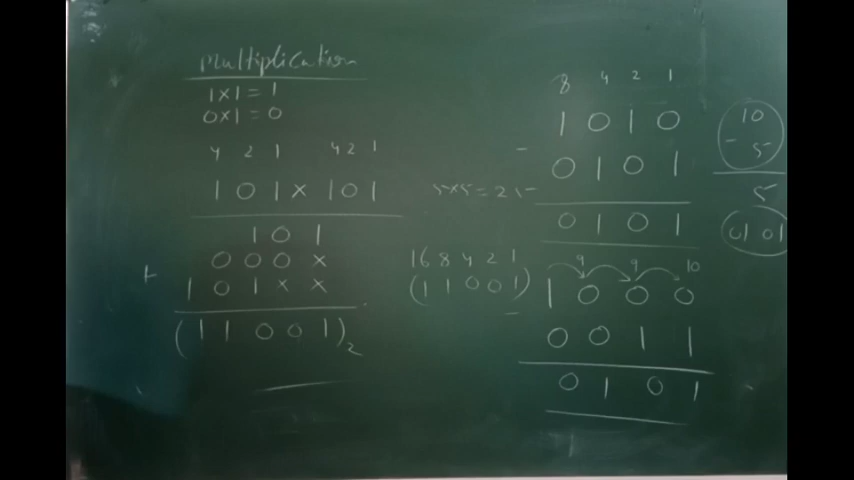 multiplication
1×1 = 1
0×1 = 0
4 2 1 4 2 1
1 0 1 × 1 0 1
1 0 1
0 0 0 ×
+ 1 0 1 × ×
(1 1 0 0 1)2
5×5 = 25
16 8 4 2 1
(1 1 0 0 1)
8 4 2 1
1 0 1 0
- 0 1 0 1
0 1 0 1
10
- 5
5
0101
9 9 10
1 0 0 0
- 0 0 1 1
0 1 0 1